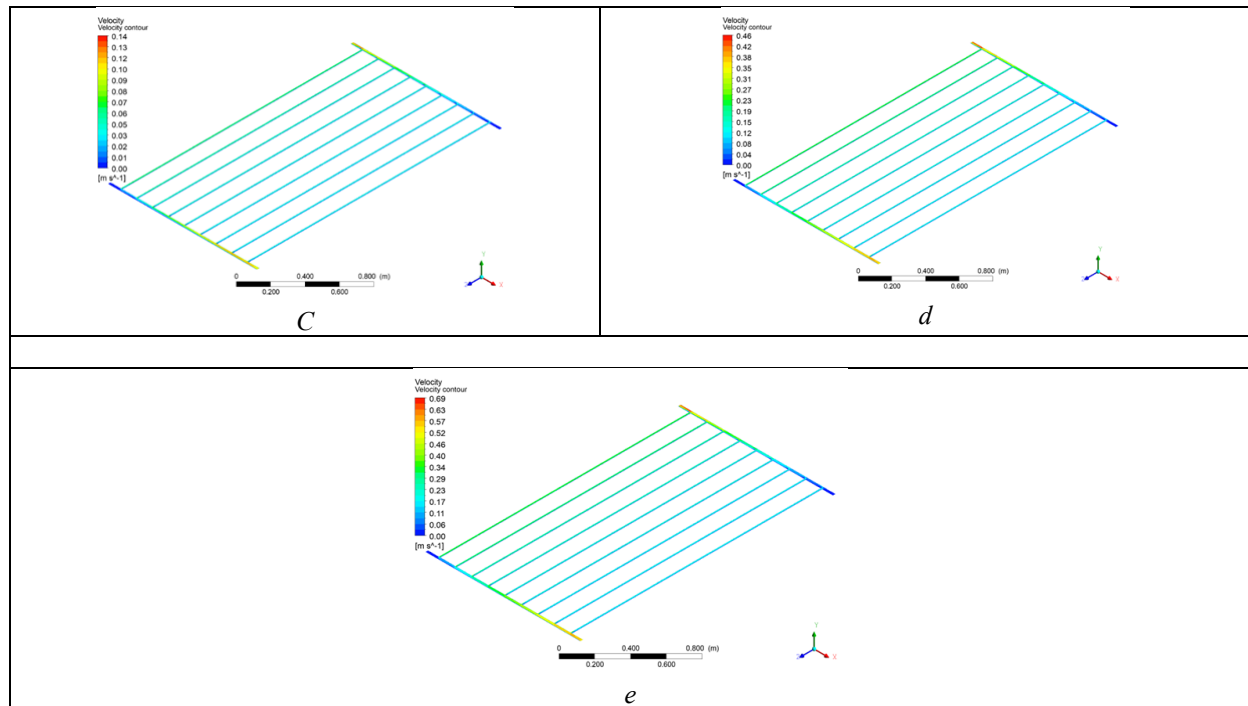 Velocity
Velocity contour
0.14
0.13
0.12
0.10
0.09
0.08
0.07
0.06
0.05
0.03
0.02
0.01
0.00
[m s^-1]
0 0.400 0.800 (m)
0.200 0.600
Y
Z X
C
Velocity
Velocity contour
0.46
0.42
0.38
0.35
0.31
0.27
0.23
0.19
0.15
0.12
0.08
0.04
0.00
[m s^-1]
0 0.400 0.800 (m)
0.200 0.600
Y
Z X
d
Velocity
Velocity contour
0.69
0.63
0.57
0.52
0.46
0.40
0.34
0.29
0.23
0.17
0.11
0.06
0.00
[m s^-1]
0 0.400 0.800 (m)
0.200 0.600
Y
Z X
e